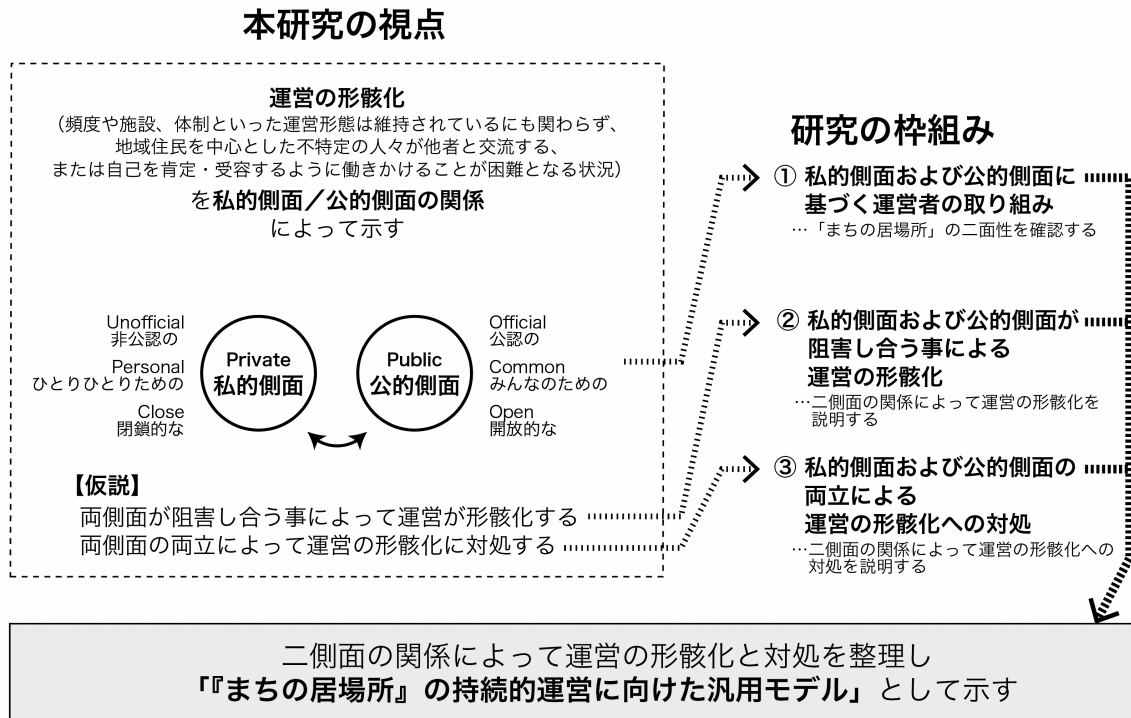 本研究の視点
運営の形骸化
（頻度や施設、体制といった運営形態は維持されているにも関わらず、
地域住民を中心とした不特定の人々が他者と交流する、
または自己を肯定・受容するように働きかけることが困難となる状況）
を私的側面／公的側面の関係
によって示す
Unofficial
非公認の
Personal
ひとりひとりための
Close
閉鎖的な
Private
私的側面
Public
公的側面
Official
公認の
Common
みんなのための
Open
開放的な
【仮説】
両側面が阻害し合う事によって運営が形骸化する
両側面の両立によって運営の形骸化に対処する
研究の枠組み
① 私的側面および公的側面に
基づく運営者の取り組み
…「まちの居場所」の二面性を確認する
② 私的側面および公的側面が
阻害し合う事による
運営の形骸化
…二側面の関係によって運営の形骸化を
説明する
③ 私的側面および公的側面の
両立による
運営の形骸化への対処
…二側面の関係によって運営の形骸化への
対処を説明する
二側面の関係によって運営の形骸化と対処を整理し
「『まちの居場所』の持続的運営に向けた汎用モデル」として示す